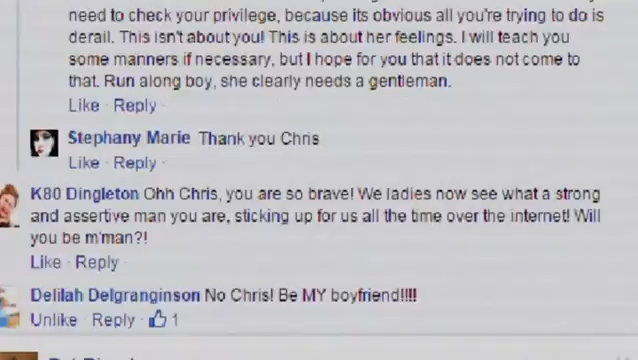 need to check your privilege, because its obvious all you're trying to do is
derail. This isn't about you! This is about her feelings. I will teach you
some manners if necessary, but I hope for you that it does not come to
that. Run along boy, she clearly needs a gentleman.
Like · Reply ·
Stephany Marie Thank you Chris
Like · Reply ·
K80 Dingleton Ohh Chris, you are so brave! We ladies now see what a strong
and assertive man you are, sticking up for us all the time over the internet! Will
you be m'man?!
Like · Reply ·
Delilah Delgranginson No Chris! Be MY boyfriend!!!!
Unlike · Reply · 1